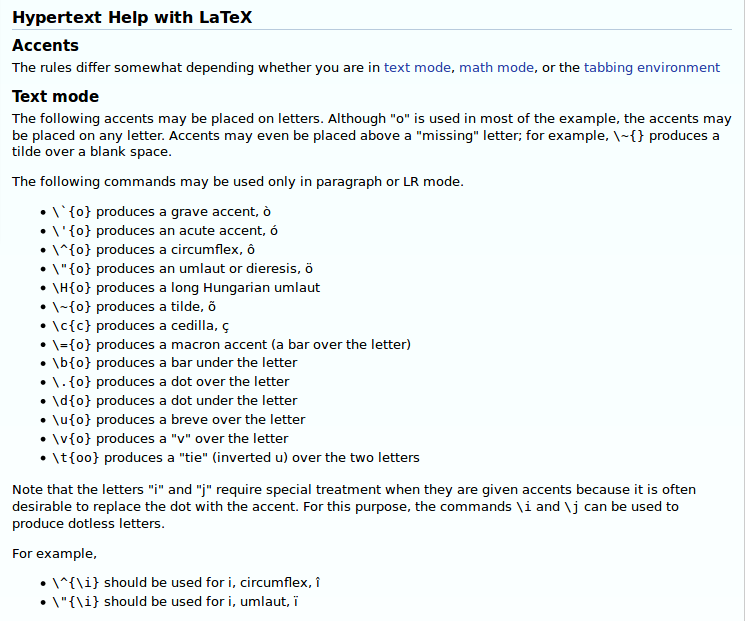 Hypertext Help with LaTeX
Accents
The rules differ somewhat depending whether you are in text mode, math mode, or the tabbing environment
Text mode
The following accents may be placed on letters. Although "o" is used in most of the example, the accents may
be placed on any letter. Accents may even be placed above a "missing" letter; for example, \~{} produces a
tilde over a blank space.
The following commands may be used only in paragraph or LR mode.
• \`{o} produces a grave accent, ò
• \'{o} produces an acute accent, ó
• \^{o} produces a circumflex, ô
• \"{o} produces an umlaut or dieresis, ö
• \H{o} produces a long Hungarian umlaut
• \~{o} produces a tilde, õ
• \c{c} produces a cedilla, ç
• \={o} produces a macron accent (a bar over the letter)
• \b{o} produces a bar under the letter
• \.{o} produces a dot over the letter
• \d{o} produces a dot under the letter
• \u{o} produces a breve over the letter
• \v{o} produces a "v" over the letter
• \t{oo} produces a "tie" (inverted u) over the two letters
Note that the letters "i" and "j" require special treatment when they are given accents because it is often
desirable to replace the dot with the accent. For this purpose, the commands \i and \j can be used to
produce dotless letters.
For example,
• \^{\i} should be used for i, circumflex, î
• \"{\i} should be used for i, umlaut, ï